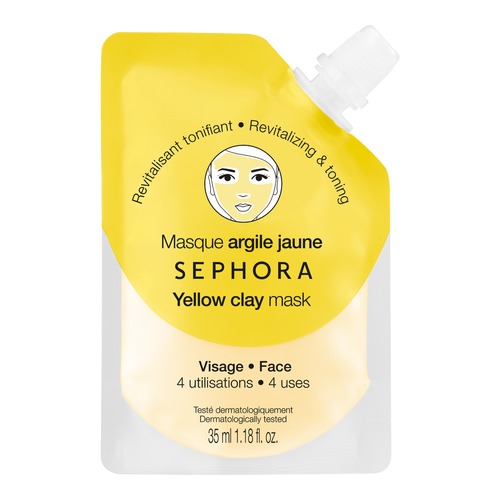 Revitalisant tonifiant • Revitalizing & toning
Masque argile jaune
SEPHORA
Yellow clay mask
Visage • Face
4 utilisations • 4 uses
Testé dermatologiquement
Dermatologically tested
35 ml 1.18 fl. oz.